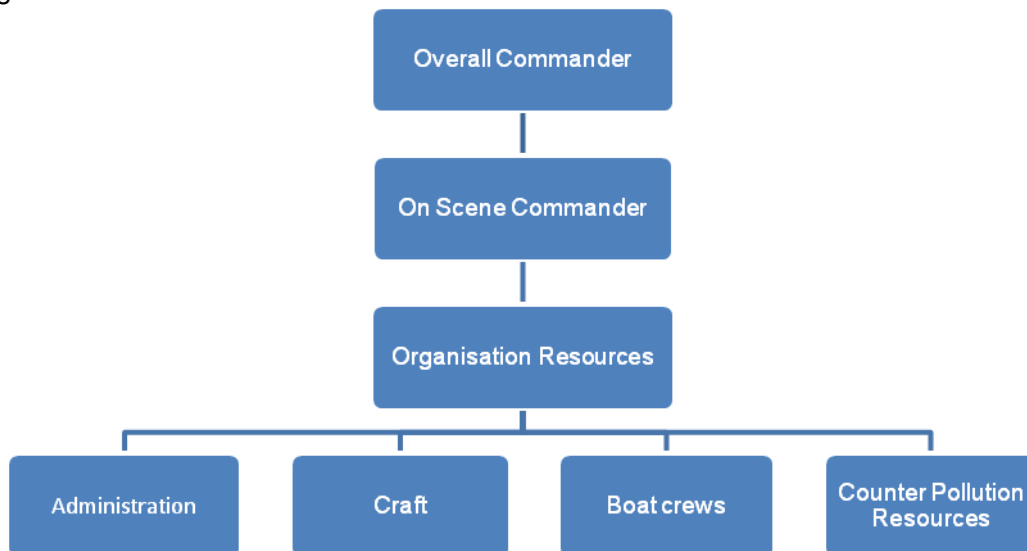 Overall Commander
On Scene Commander
Organisation Resources
Administration
Craft
Boat crews
Counter Pollution
Resources